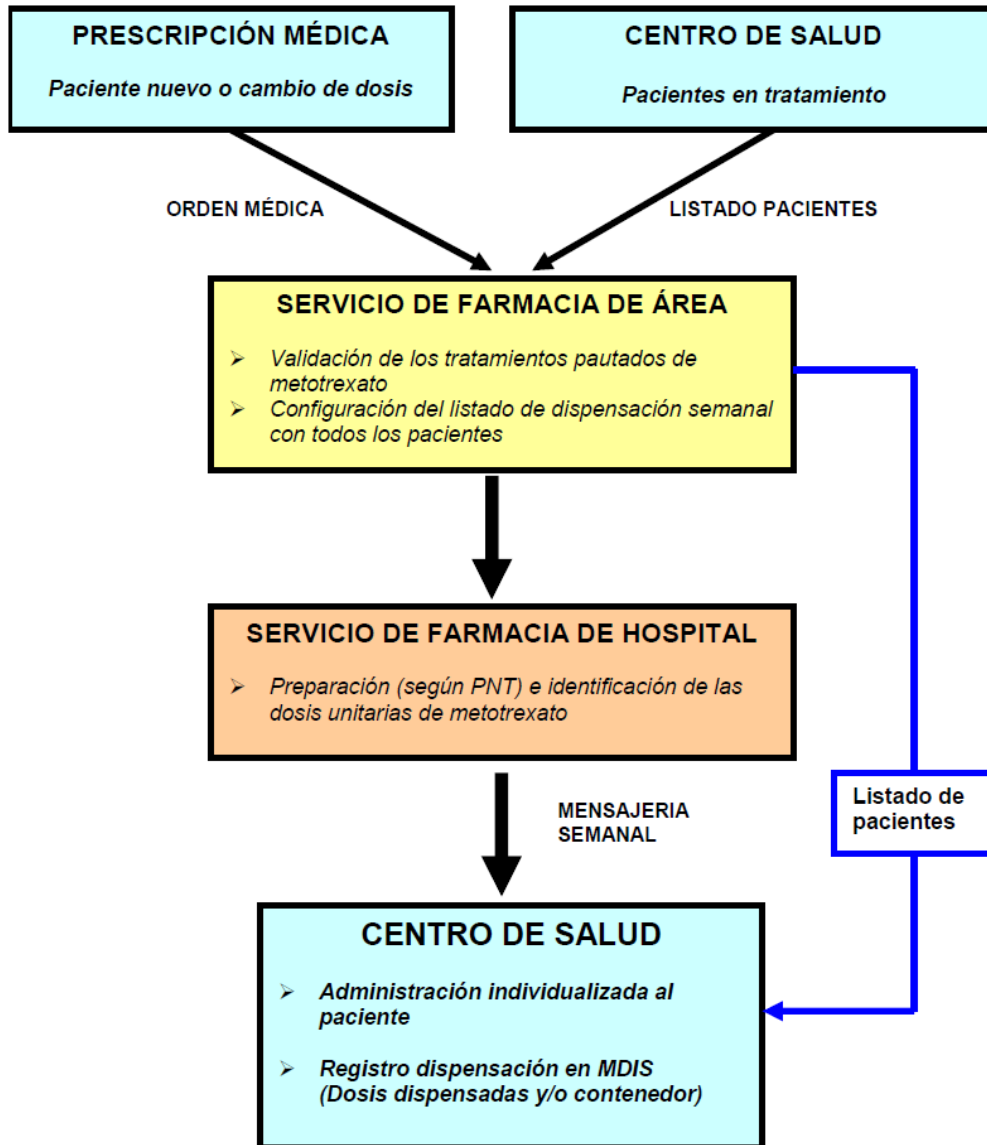 PRESCRIPCIÓN MÉDICA
Paciente nuevo o cambio de dosis
CENTRO DE SALUD
Pacientes en tratamiento
ORDEN MÉDICA
LISTADO PACIENTES
SERVICIO DE FARMACIA DE ÁREA
➢ Validación de los tratamientos pautados de
metotrexato
➢ Configuración del listado de dispensación semanal
con todos los pacientes
SERVICIO DE FARMACIA DE HOSPITAL
➢ Preparación (según PNT) e identificación de las
dosis unitarias de metotrexato
Listado de
pacientes
MENSAJERIA
SEMANAL
CENTRO DE SALUD
➢ Administración individualizada al
paciente
➢ Registro dispensación en MDIS
(Dosis dispensadas y/o contenedor)